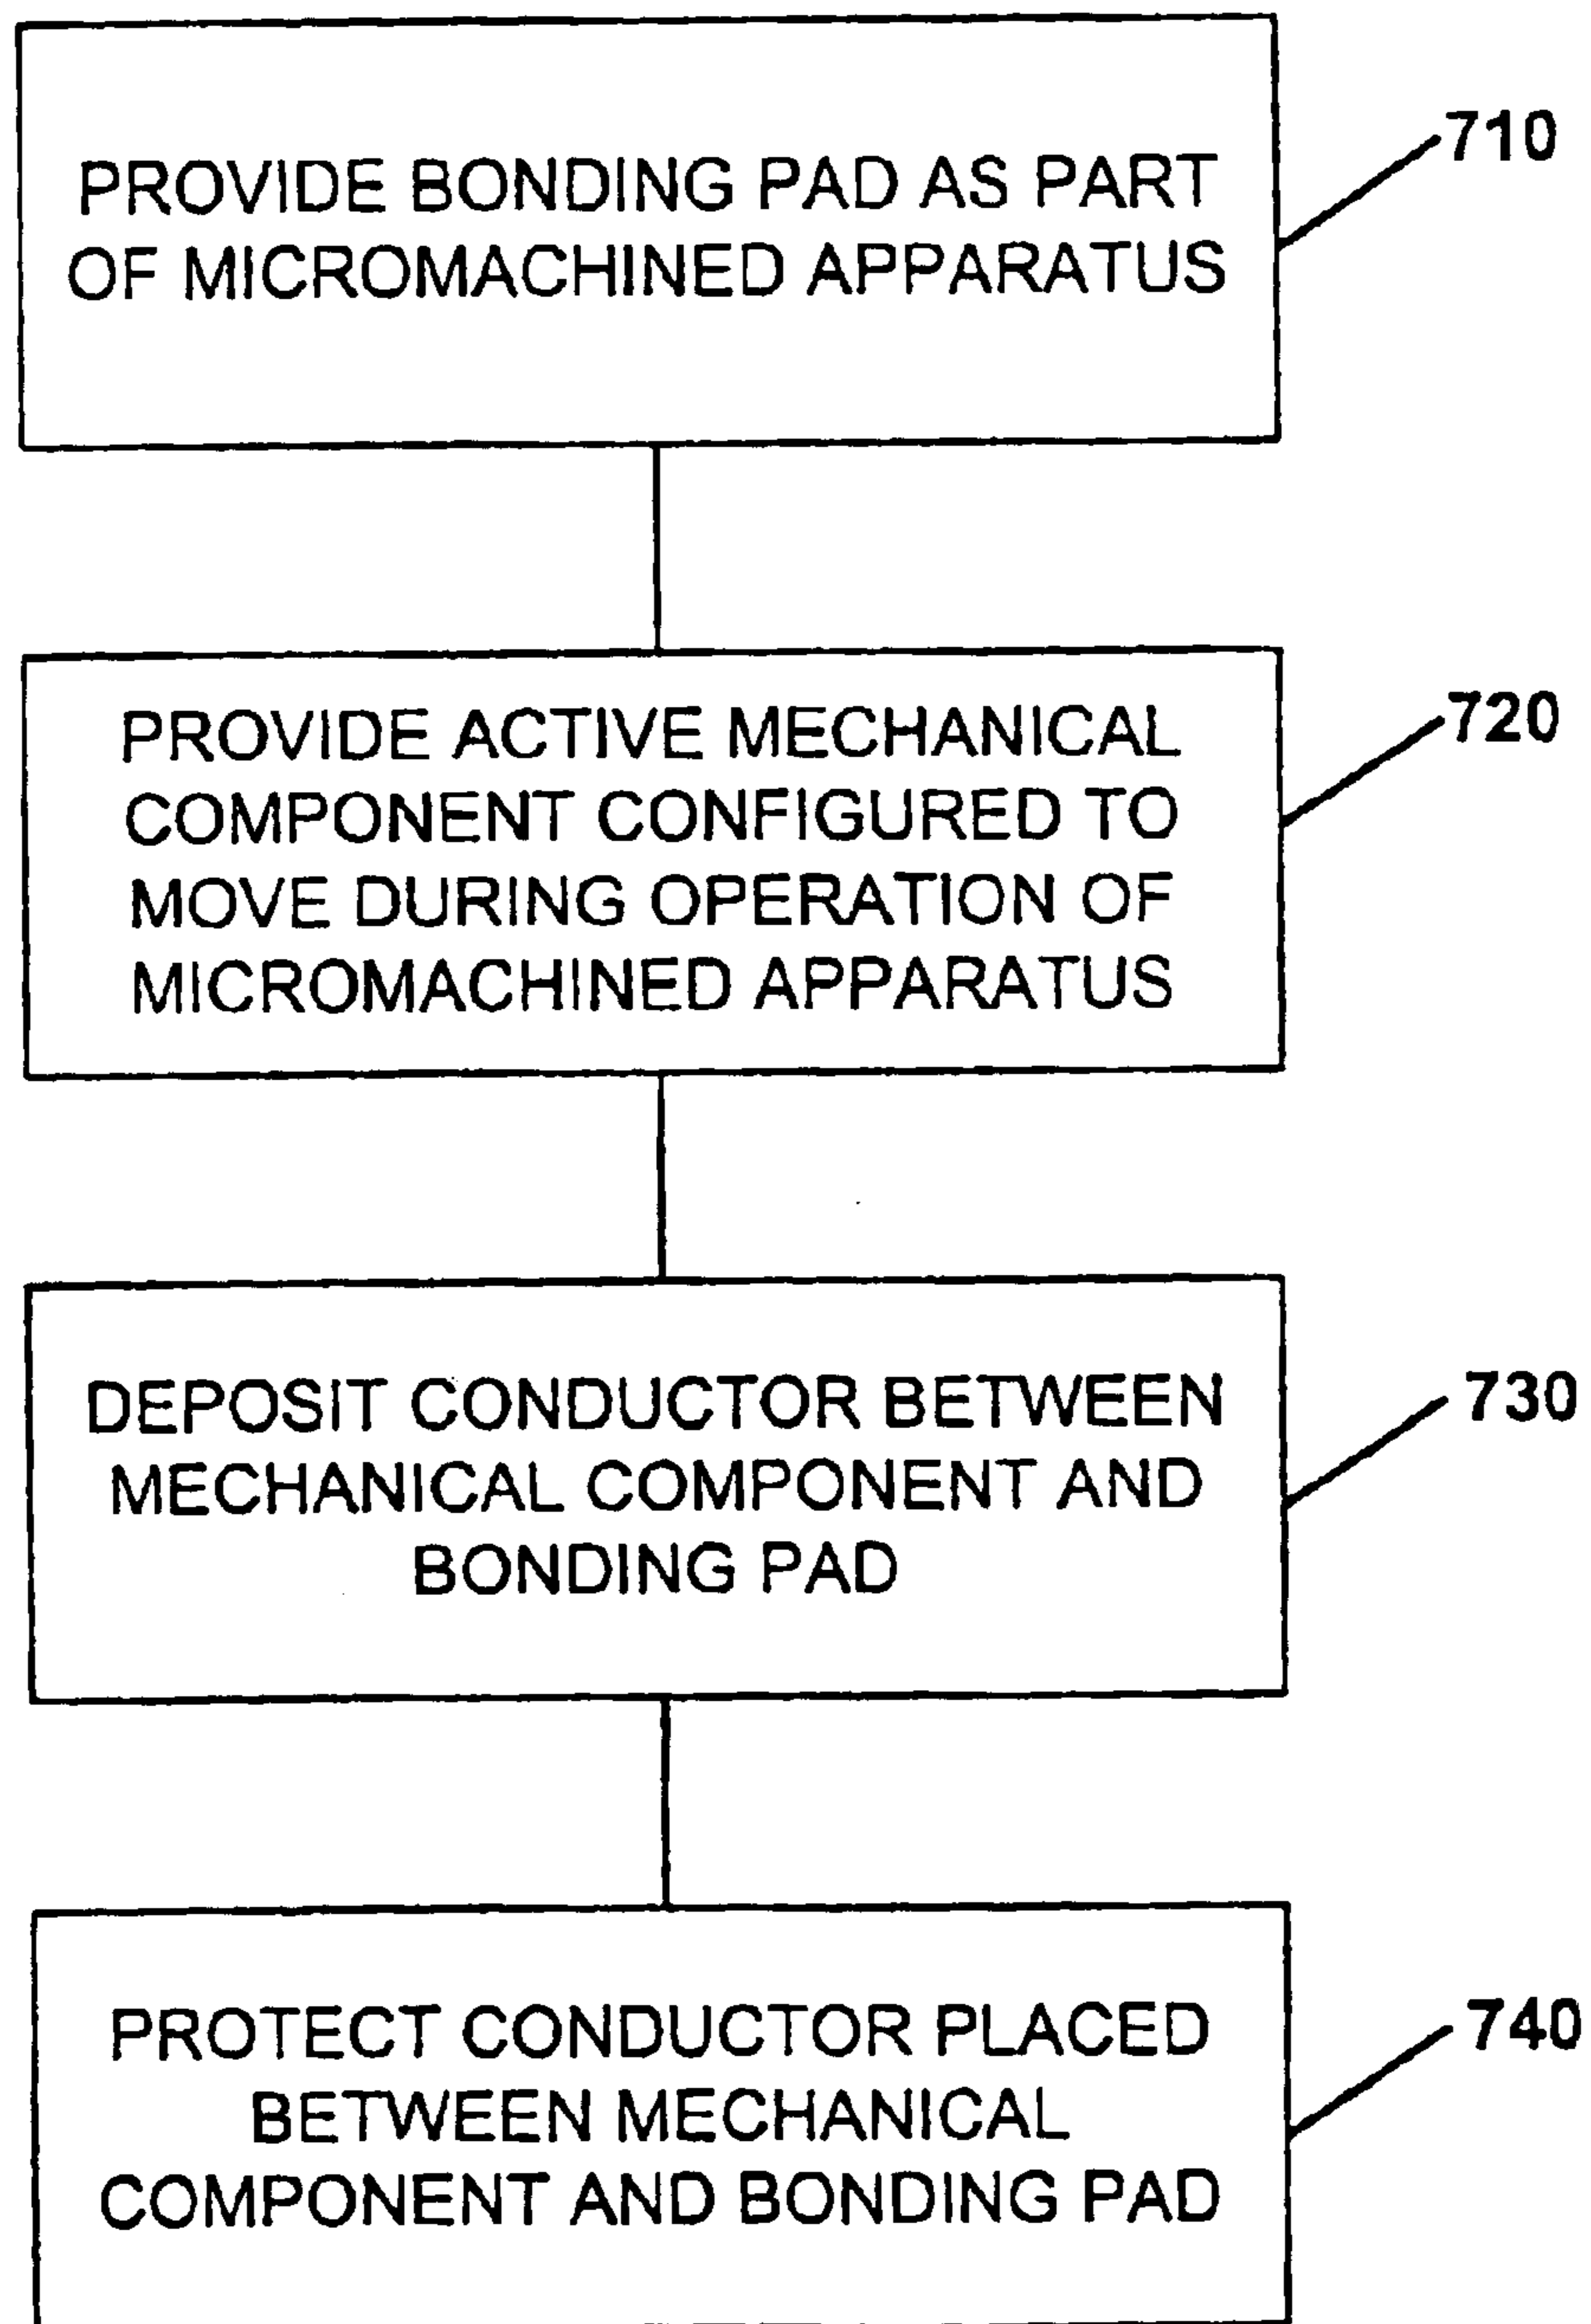 PROVIDE BONDING PAD AS PART
OF MICROMACHINED APPARATUS
710
PROVIDE ACTIVE MECHANICAL
COMPONENT CONFIGURED TO
MOVE DURING OPERATION OF
MICROMACHINED APPARATUS
720
DEPOSIT CONDUCTOR BETWEEN
MECHANICAL COMPONENT AND
BONDING PAD
730
PROTECT CONDUCTOR PLACED
BETWEEN MECHANICAL
COMPONENT AND BONDING PAD
740